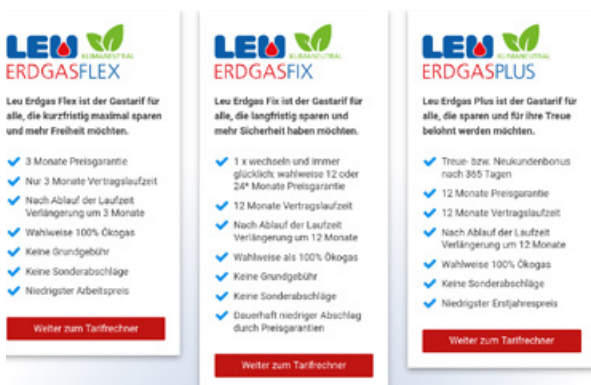 LEU
KLIMANEUTRAL
ERDGASFLEX
Leu Erdgas Flex ist der Gastarif für
alle, die kurzfristig maximal sparen
und mehr Freiheit möchten.
3 Monate Preisgarantie
Nur 3 Monate Vertragslaufzeit
Nach Ablauf der Laufzeit
Verlängerung um 3 Monate
Wahlweise 100% Ökogas
Keine Grundgebühr
Keine Sonderabschläge
Niedrigster Arbeitspreis
Weiter zum Tarifrechner
LEU
KLIMANEUTRAL
ERDGASFIX
Leu Erdgas Fix ist der Gastarif für
alle, die langfristig sparen und
mehr Sicherheit haben möchten.
1 x wechseln und immer
glücklich: wahlweise 12 oder
24* Monate Preisgarantie
12 Monate Vertragslaufzeit
Nach Ablauf der Laufzeit
Verlängerung um 12 Monate
Wahlweise als 100% Ökogas
Keine Grundgebühr
Keine Sonderabschläge
Dauerhaft niedriger Abschlag
durch Preisgarantien
Weiter zum Tarifrechner
LEU
KLIMANEUTRAL
ERDGASPLUS
Leu Erdgas Plus ist der Gastarif für
alle, die sparen und für ihre Treue
belohnt werden möchten.
Treue- bzw. Neukundenbonus
nach 365 Tagen
12 Monate Preisgarantie
12 Monate Vertragslaufzeit
Nach Ablauf der Laufzeit
Verlängerung um 12 Monate
Wahlweise 100% Ökogas
Keine Sonderabschläge
Niedrigster Erstjahrespreis
Weiter zum Tarifrechner